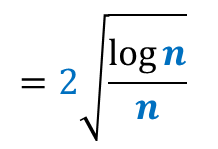 = 2√(log n / n)